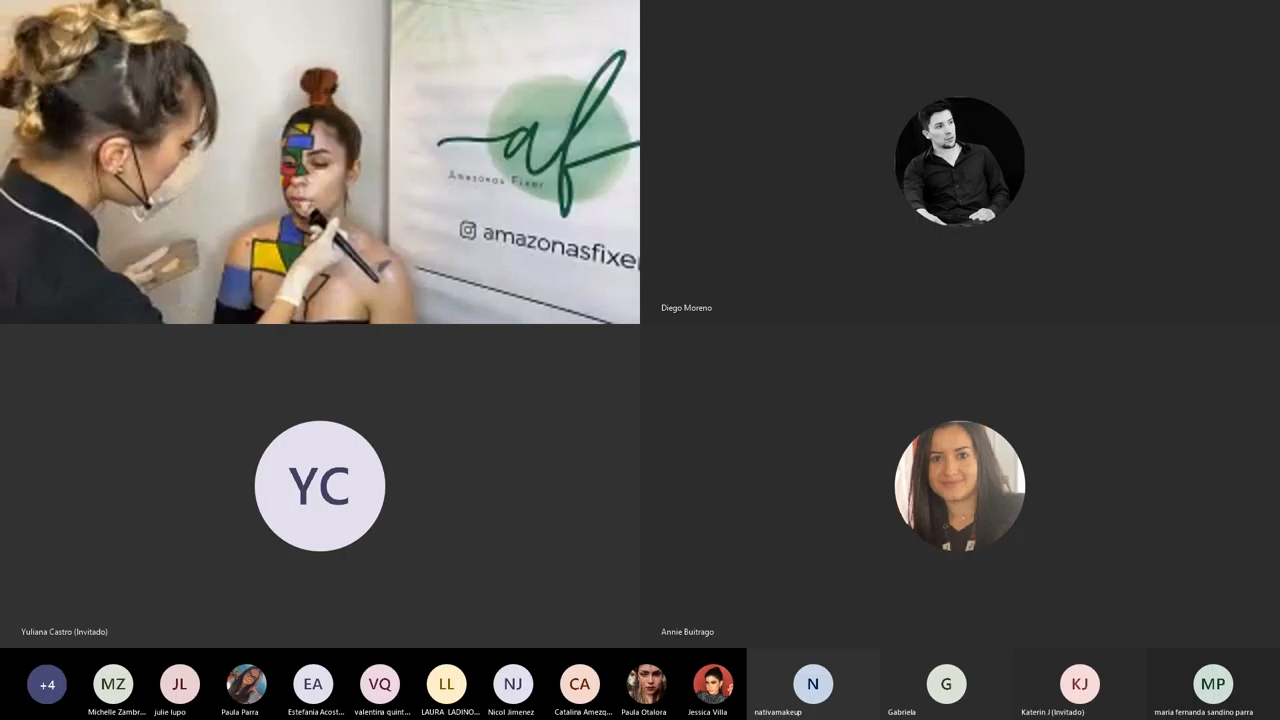 af
Amazonas Fixer
amazonasfixe
Diego Moreno
YC
Yuliana Castro (Invitado)
Annie Buitrago
+4
MZ
JL
EA
VQ
LL
NJ
CA
N
G
KJ
MP
Michelle Zambr...
julie lupo
Paula Parra
Estefania Acost...
valentina quint...
LAURA LADINO...
Nicol Jimenez
Catalina Amezq...
Paula Otalora
Jessica Villa
nativamakeup
Gabriela
Katerin J (Invitado)
maria fernanda sandino parra